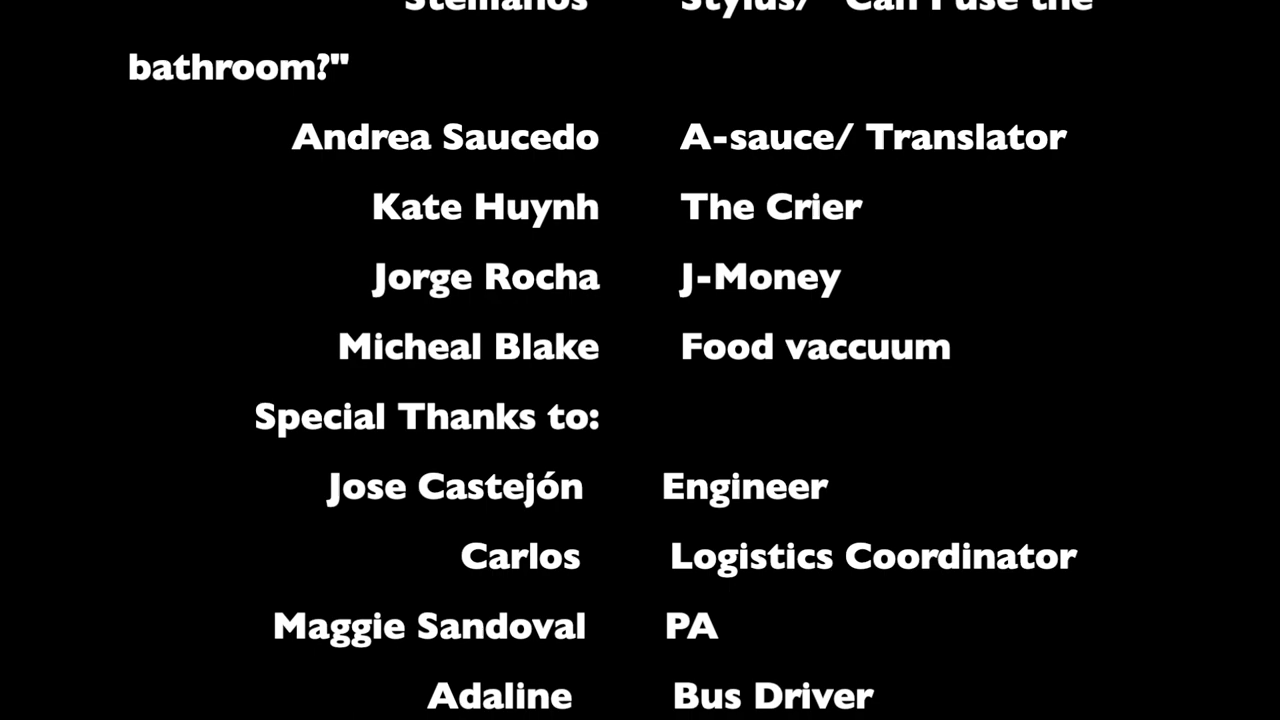 Stelianos Stylus/ "Can I use the
bathroom?"
Andrea Saucedo A-sauce/ Translator
Kate Huynh The Crier
Jorge Rocha J-Money
Micheal Blake Food vaccuum
Special Thanks to:
Jose Castejón Engineer
Carlos Logistics Coordinator
Maggie Sandoval PA
Adaline Bus Driver